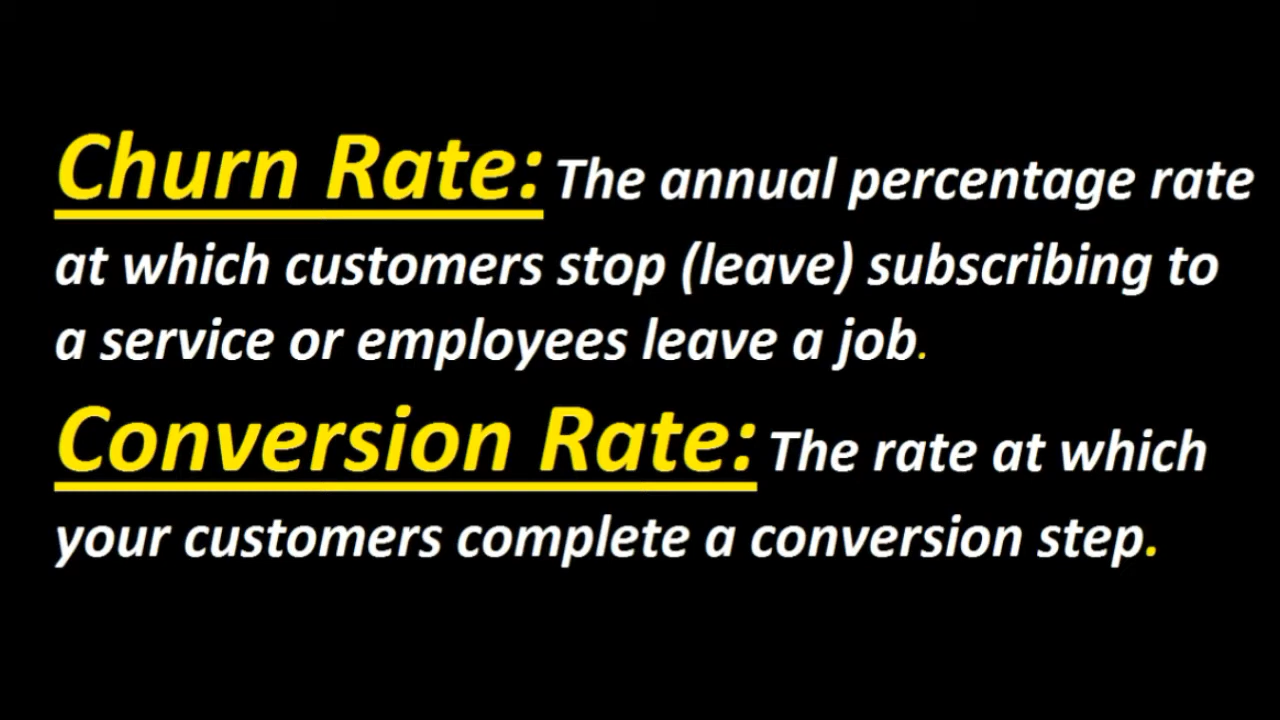 Churn Rate: The annual percentage rate
at which customers stop (leave) subscribing to
a service or employees leave a job.
Conversion Rate: The rate at which
your customers complete a conversion step.